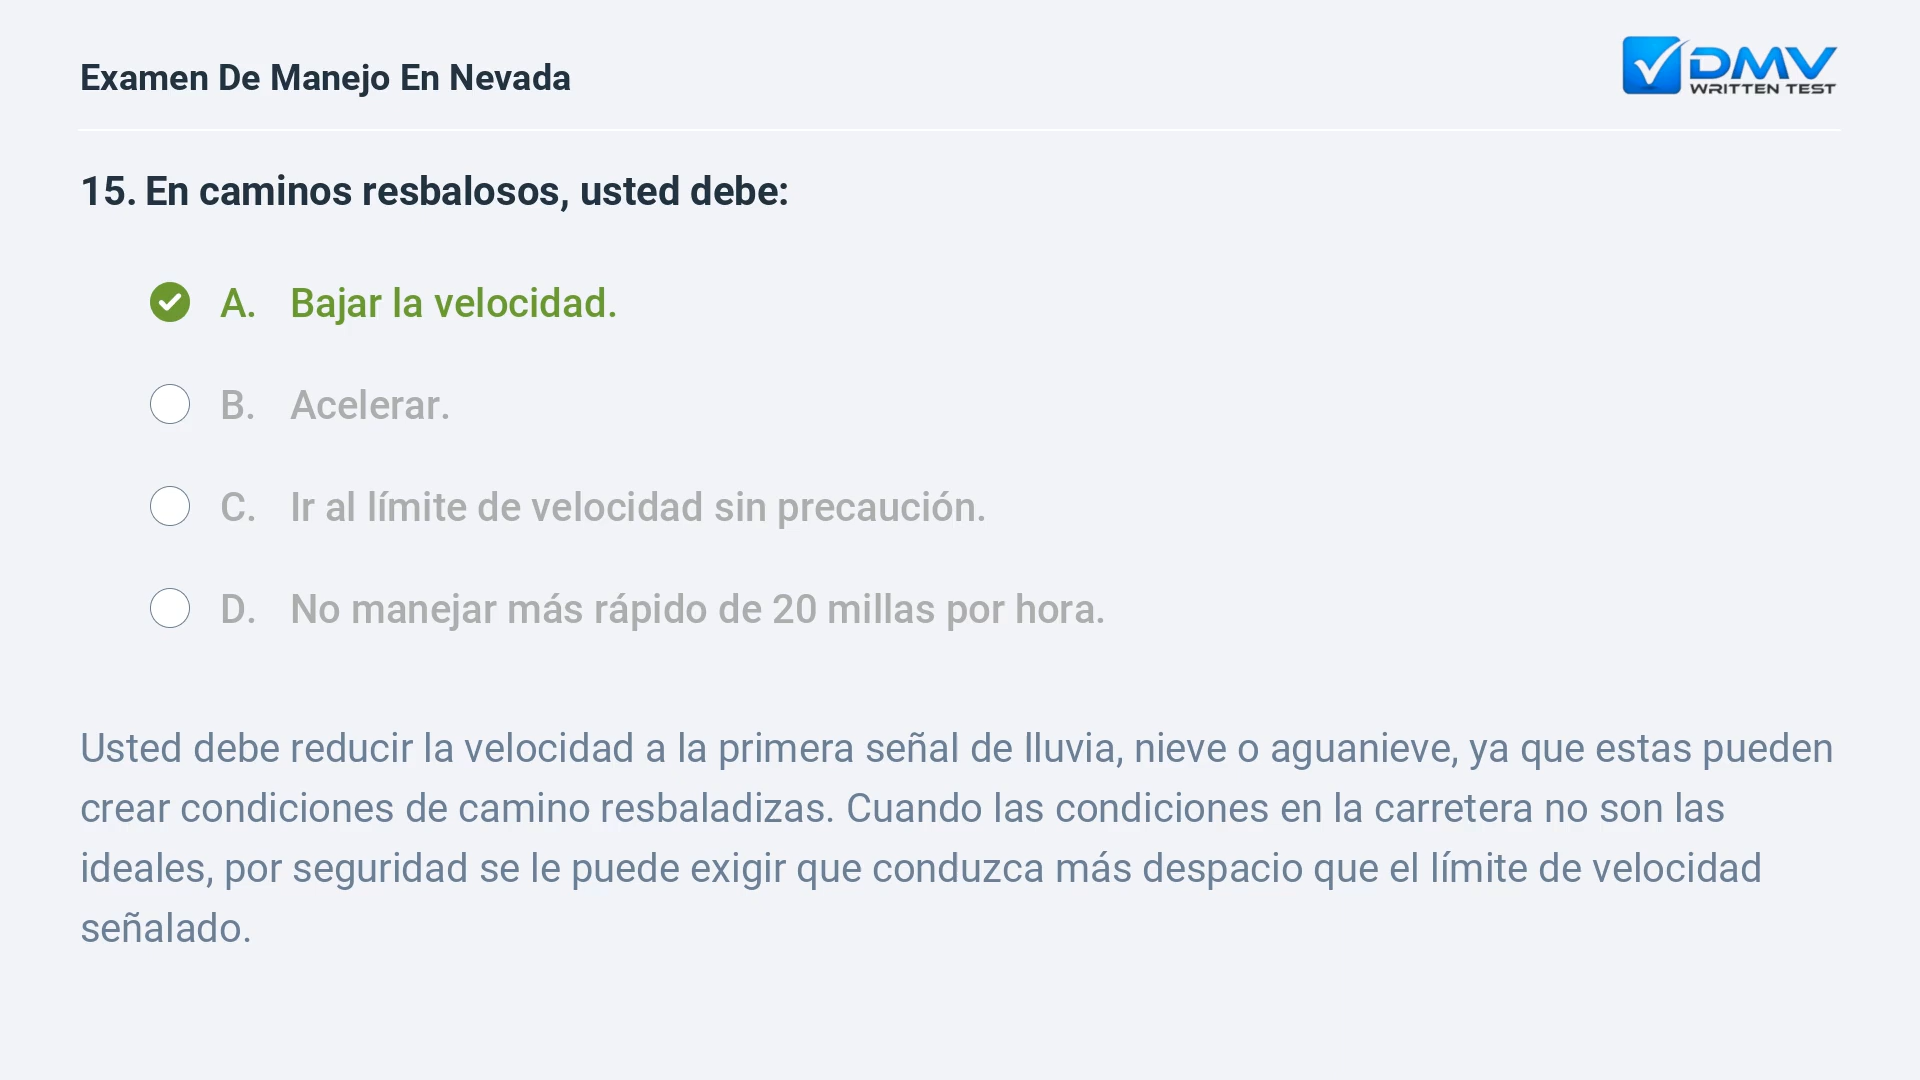 Examen De Manejo En Nevada
DMV
WRITTEN TEST
15. En caminos resbalosos, usted debe:
A. Bajar la velocidad.
B. Acelerar.
C. Ir al límite de velocidad sin precaución.
D. No manejar más rápido de 20 millas por hora.
Usted debe reducir la velocidad a la primera señal de lluvia, nieve o aguanieve, ya que estas pueden
crear condiciones de camino resbaladizas. Cuando las condiciones en la carretera no son las
ideales, por seguridad se le puede exigir que conduzca más despacio que el límite de velocidad
señalado.